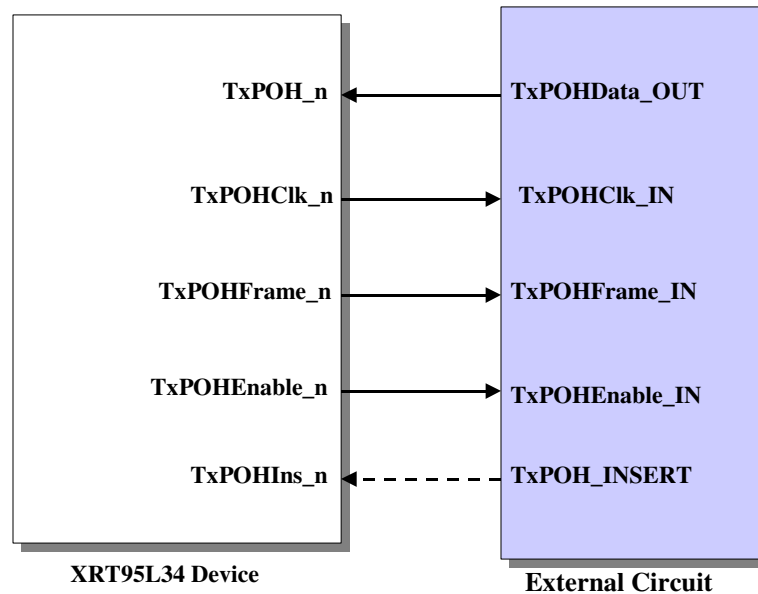 TxPOH_n TxPOHData_OUT
TxPOHClk_n TxPOHClk_IN
TxPOHFrame_n TxPOHFrame_IN
TxPOHEnable_n TxPOHEnable_IN
TxPOHIns_n TxPOH_INSERT
XRT95L34 Device
External Circuit